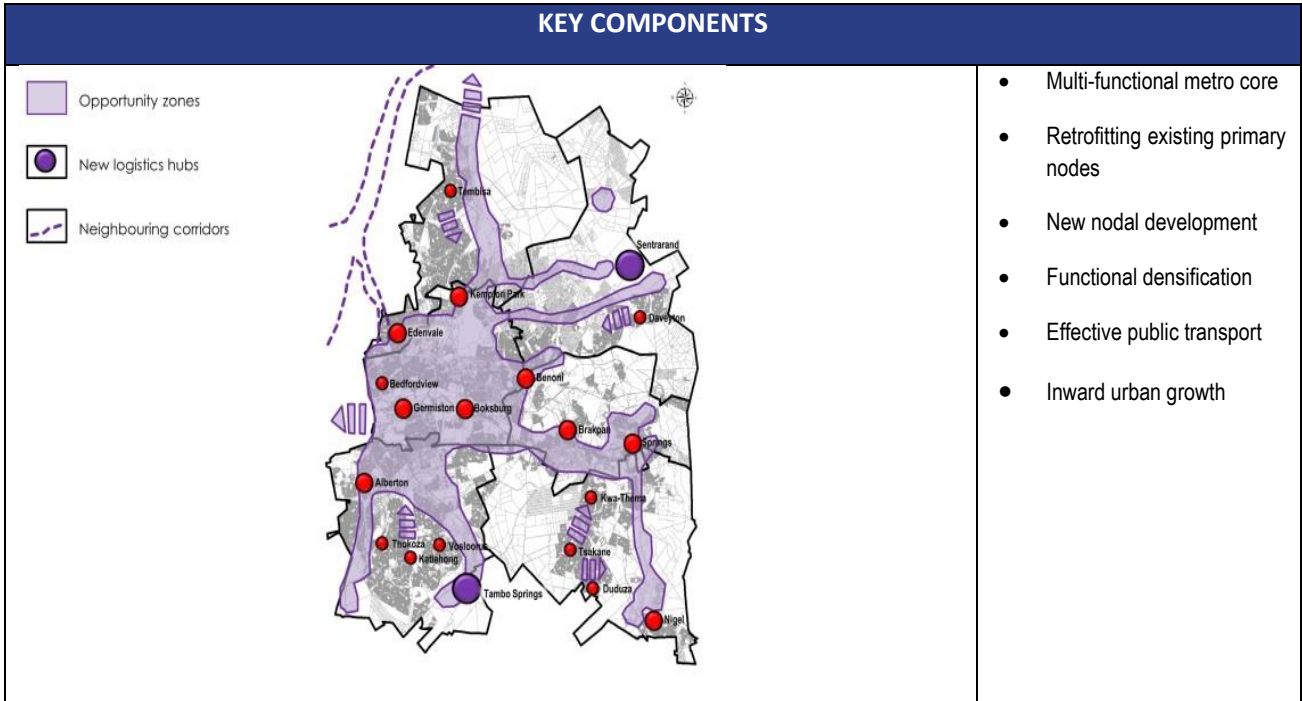 KEY COMPONENTS
Opportunity zones
New logistics hubs
Neighbouring corridors
Tembisa
Sentrarand
Kempton Park
Daveyton
Edenvale
Bedfordview
Benoni
Germiston
Boksburg
Brakpan
Springs
Alberton
Kwa-Thema
Thokoza
Vosloorus
Katlehong
Tsakane
Tambo Springs
Duduza
Nigel
• Multi-functional metro core
• Retrofitting existing primary
nodes
• New nodal development
• Functional densification
• Effective public transport
• Inward urban growth